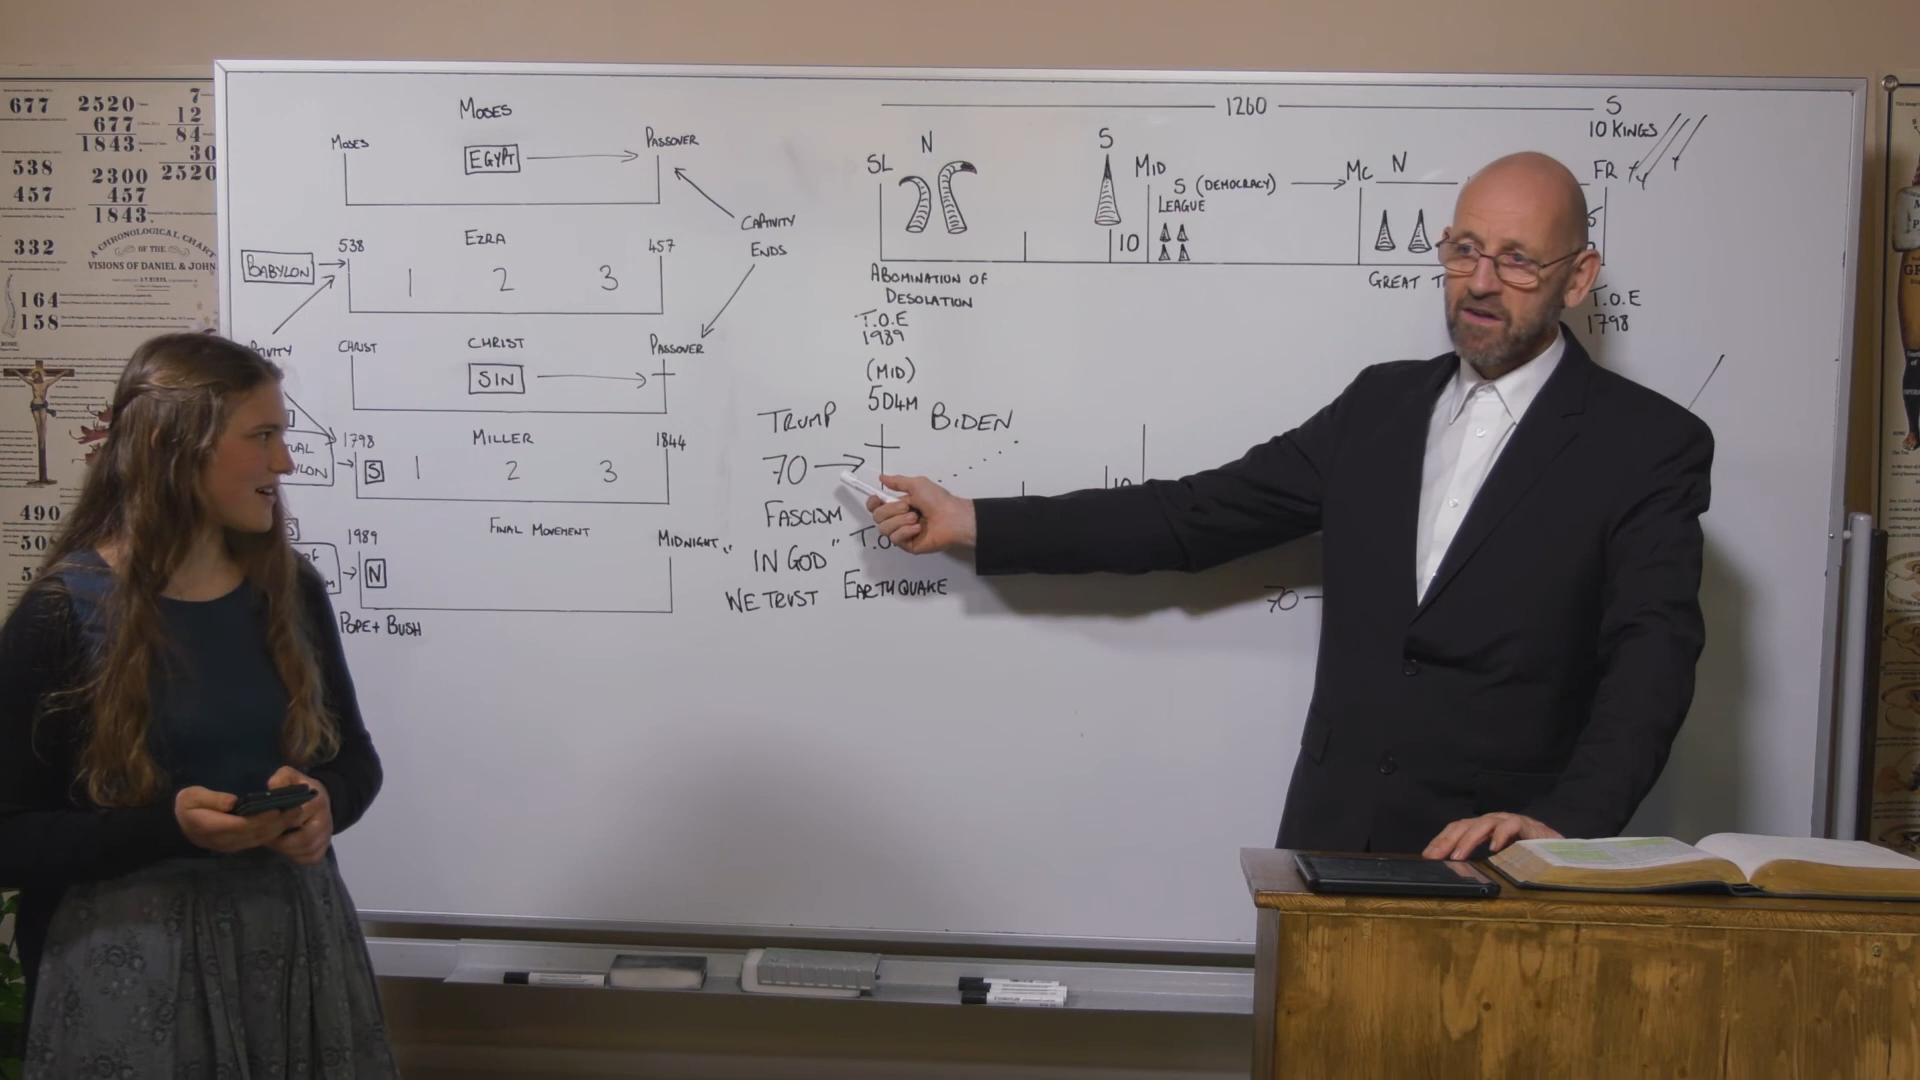 677
2520
677
1843.
7
12
84
30
2520
538
457
2300
457
1843.
332
A CHRONOLOGICAL CHART
OF THE
VISIONS OF DANIEL & JOHN
164
158
490
MOSES
MOSES
EGYPT
PASSOVER
BABYLON
538
EZRA
457
1 2 3
CAPIVITY
ENDS
CHRIST
CHRIST
PASSOVER
SIN
1798
MILLER
1844
S 1 2 3
1989
FINAL MOVEMENT
MIDNIGHT
N
POPE + BUSH
1260
S
10 KINGS
SL
N
S
MID
S (DEMOCRACY)
LEAGUE
MC
N
FR
10
ABOMINATION OF
DESOLATION
GREAT T
T.O.E
1989
(MID)
5D4M
T.O.E
1798
TRUMP
BIDEN
70
FASCISM
"IN GOD"
WE TRUST
T.O.
EARTHQUAKE
70